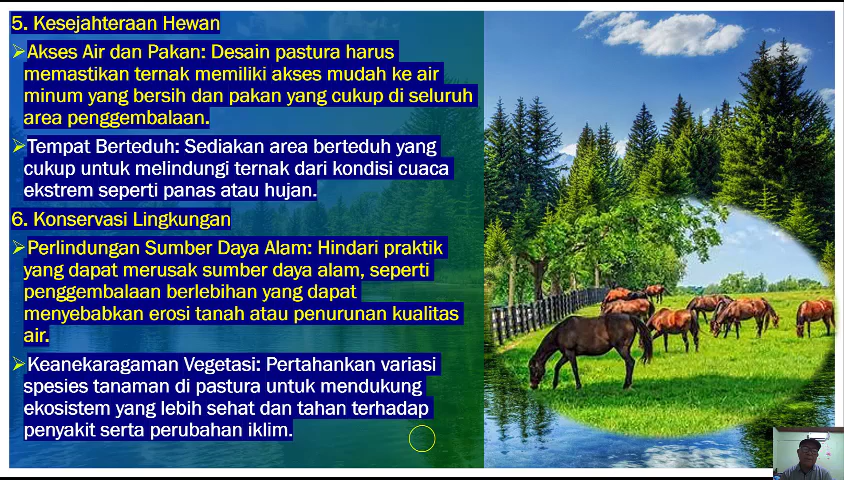 5. Kesejahteraan Hewan
➢Akses Air dan Pakan: Desain pastura harus
memastikan ternak memiliki akses mudah ke air
minum yang bersih dan pakan yang cukup di seluruh
area penggembalaan.
➢Tempat Berteduh: Sediakan area berteduh yang
cukup untuk melindungi ternak dari kondisi cuaca
ekstrem seperti panas atau hujan.
6. Konservasi Lingkungan
➢Perlindungan Sumber Daya Alam: Hindari praktik
yang dapat merusak sumber daya alam, seperti
penggembalaan berlebihan yang dapat
menyebabkan erosi tanah atau penurunan kualitas
air.
➢Keanekaragaman Vegetasi: Pertahankan variasi
spesies tanaman di pastura untuk mendukung
ekosistem yang lebih sehat dan tahan terhadap
penyakit serta perubahan iklim.